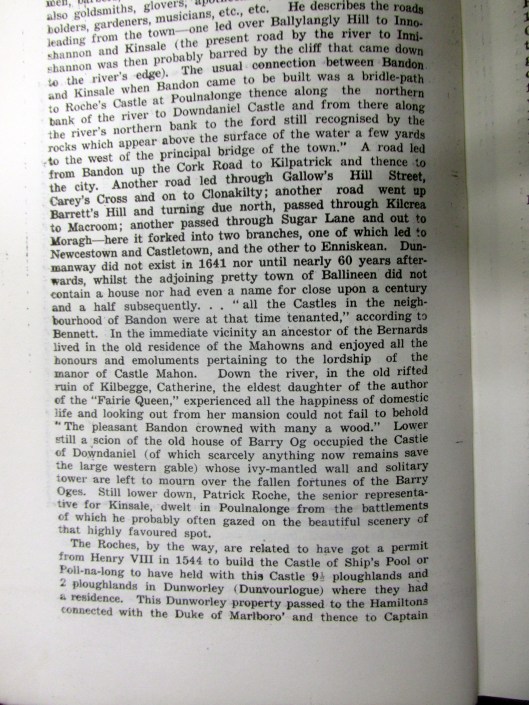 also goldsmiths, glovers,
holders, gardeners, musicians, etc., etc. He describes the roads
leading from the town—one led over Ballylangly Hill to Inno-
shannon and Kinsale (the present road by the river to Inni-
shannon was then probably barred by the cliff that came down
to the river's edge). The usual connection between Bandon
and Kinsale when Bandon came to be built was a bridle-path
to Roche's Castle at Poulnalonge thence along the northern
bank of the river to Downdaniel Castle and from there along
the river's northern bank to the ford still recognised by the
rocks which appear above the surface of the water a few yards
to the west of the principal bridge of the town." A road led
from Bandon up the Cork Road to Kilpatrick and thence to
the city. Another road led through Gallow's Hill Street,
Carey's Cross and on to Clonakilty; another road went up
Barrett's Hill and turning due north, passed through Kilcrea
to Macroom; another passed through Sugar Lane and out to
Moragh—here it forked into two branches, one of which led to
Newcestown and Castletown, and the other to Enniskean. Dun-
manway did not exist in 1641 nor until nearly 60 years after-
wards, whilst the adjoining pretty town of Ballineen did not
contain a house nor had even a name for close upon a century
and a half subsequently. . . "all the Castles in the neigh-
bourhood of Bandon were at that time tenanted," according to
Bennett. In the immediate vicinity an ancestor of the Bernards
lived in the old residence of the Mahowns and enjoyed all the
honours and emoluments pertaining to the lordship of the
manor of Castle Mahon. Down the river, in the old rifted
ruin of Kilbegge, Catherine, the eldest daughter of the author
of the "Fairie Queen," experienced all the happiness of domestic
life and looking out from her mansion could not fail to behold
"The pleasant Bandon crowned with many a wood." Lower
still a scion of the old house of Barry Og occupied the Castle
of Downdaniel (of which scarcely anything now remains save
the large western gable) whose ivy-mantled wall and solitary
tower are left to mourn over the fallen fortunes of the Barry
Oges. Still lower down, Patrick Roche, the senior representa-
tive for Kinsale, dwelt in Poulnalonge from the battlements
of which he probably often gazed on the beautiful scenery of
that highly favoured spot.
The Roches, by the way, are related to have got a permit
from Henry VIII in 1544 to build the Castle of Ship's Pool or
Poll-na-long to have held with this Castle 9½ ploughlands and
2 ploughlands in Dunworley (Dunvourlogue) where they had
a residence. This Dunworley property passed to the Hamiltons
connected with the Duke of Marlboro' and thence to Captain